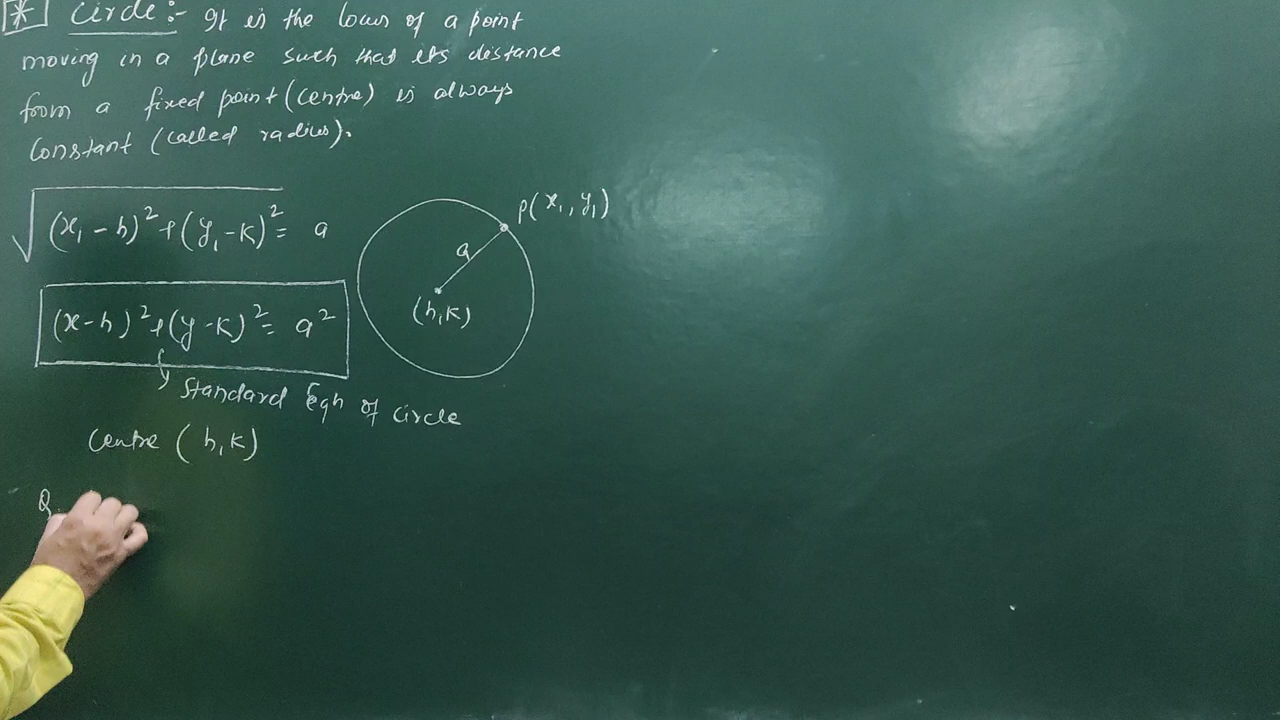 * Circle :- It is the locus of a point
moving in a plane such that its distance
from a fixed point (centre) is always
constant (called radius).
√(x₁ - h)² + (y₁ - k)² = a
P(x₁, y₁)
a
(h, k)
(x - h)² + (y - k)² = a²
Standard Eqn of circle
Centre (h, k)
Q.